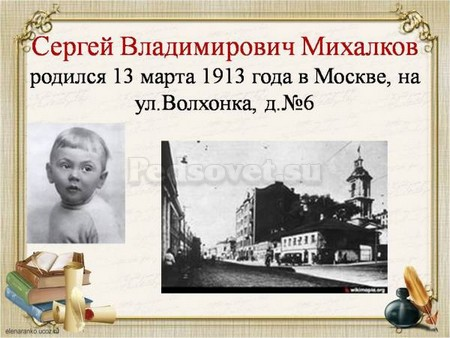 Сергей Владимирович Михалков
родился 13 марта 1913 года в Москве, на
ул.Волхонка, д.№6
Pedsovet.su
www.wikimapia.org
elenaranko.ucoz.ru